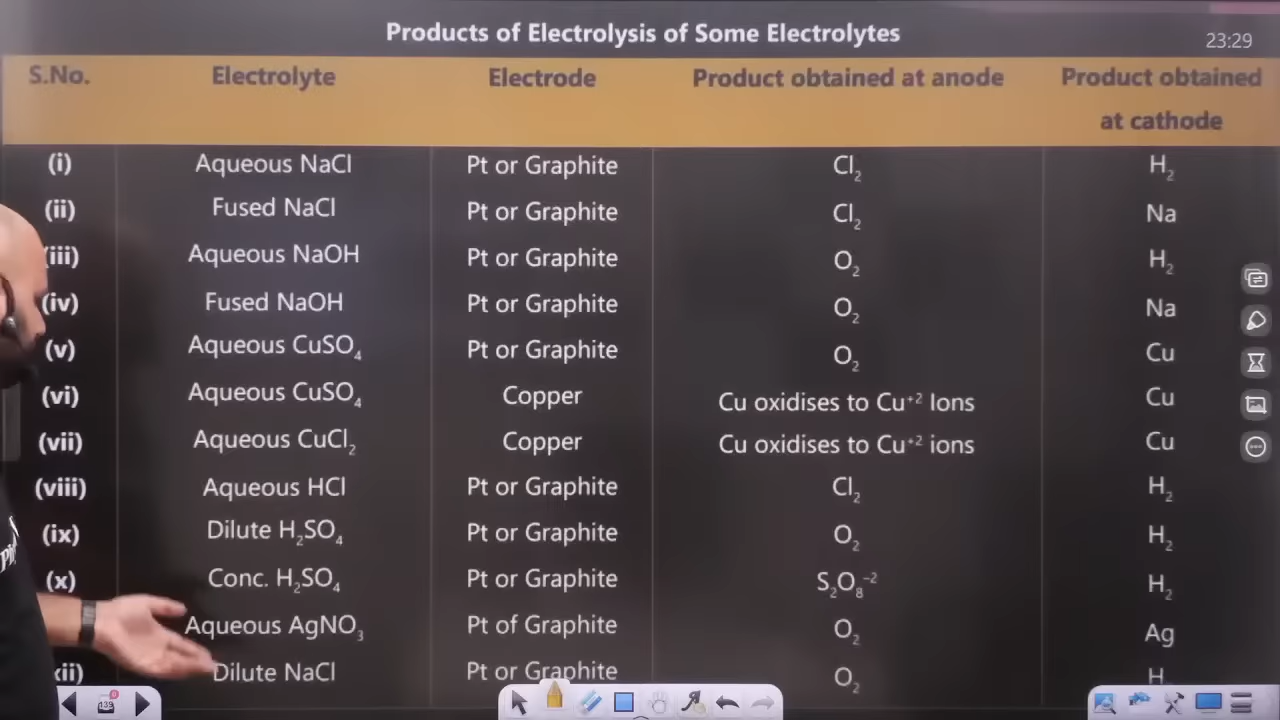 Products of Electrolysis of Some Electrolytes
23:29
S.No. Electrolyte Electrode Product obtained at anode Product obtained
at cathode
(i) Aqueous NaCl Pt or Graphite Cl₂ H₂
(ii) Fused NaCl Pt or Graphite Cl₂ Na
(iii) Aqueous NaOH Pt or Graphite O₂ H₂
(iv) Fused NaOH Pt or Graphite O₂ Na
(v) Aqueous CuSO₄ Pt or Graphite O₂ Cu
(vi) Aqueous CuSO₄ Copper Cu oxidises to Cu⁺² Ions Cu
(vii) Aqueous CuCl₂ Copper Cu oxidises to Cu⁺² ions Cu
(viii) Aqueous HCl Pt or Graphite Cl₂ H₂
(ix) Dilute H₂SO₄ Pt or Graphite O₂ H₂
(x) Conc. H₂SO₄ Pt or Graphite S₂O₈⁻² H₂
Aqueous AgNO₃ Pt of Graphite O₂ Ag
xii) Dilute NaCl Pt or Graphite O₂ H
139